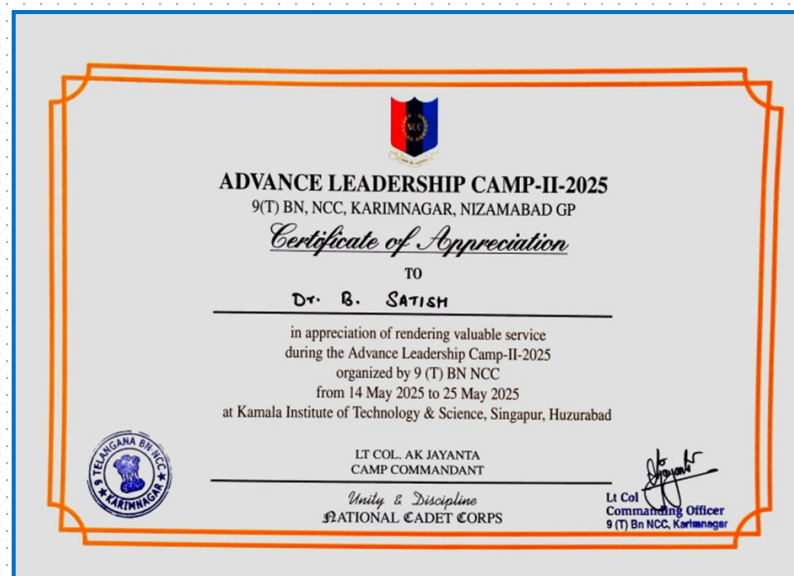 NCC
ADVANCE LEADERSHIP CAMP-II-2025
9(T) BN, NCC, KARIMNAGAR, NIZAMABAD GP
Certificate of Appreciation
TO
Dr. B. SATISH
in appreciation of rendering valuable service
during the Advance Leadership Camp-II-2025
organized by 9 (T) BN NCC
from 14 May 2025 to 25 May 2025
at Kamala Institute of Technology & Science, Singapur, Huzurabad
9 TELANGANA BN NCC
KARIMNAGAR
LT COL. AK JAYANTA
CAMP COMMANDANT
Unity & Discipline
NATIONAL CADET CORPS
Lt Col
Commanding Officer
9 (T) Bn NCC, Karimnagar